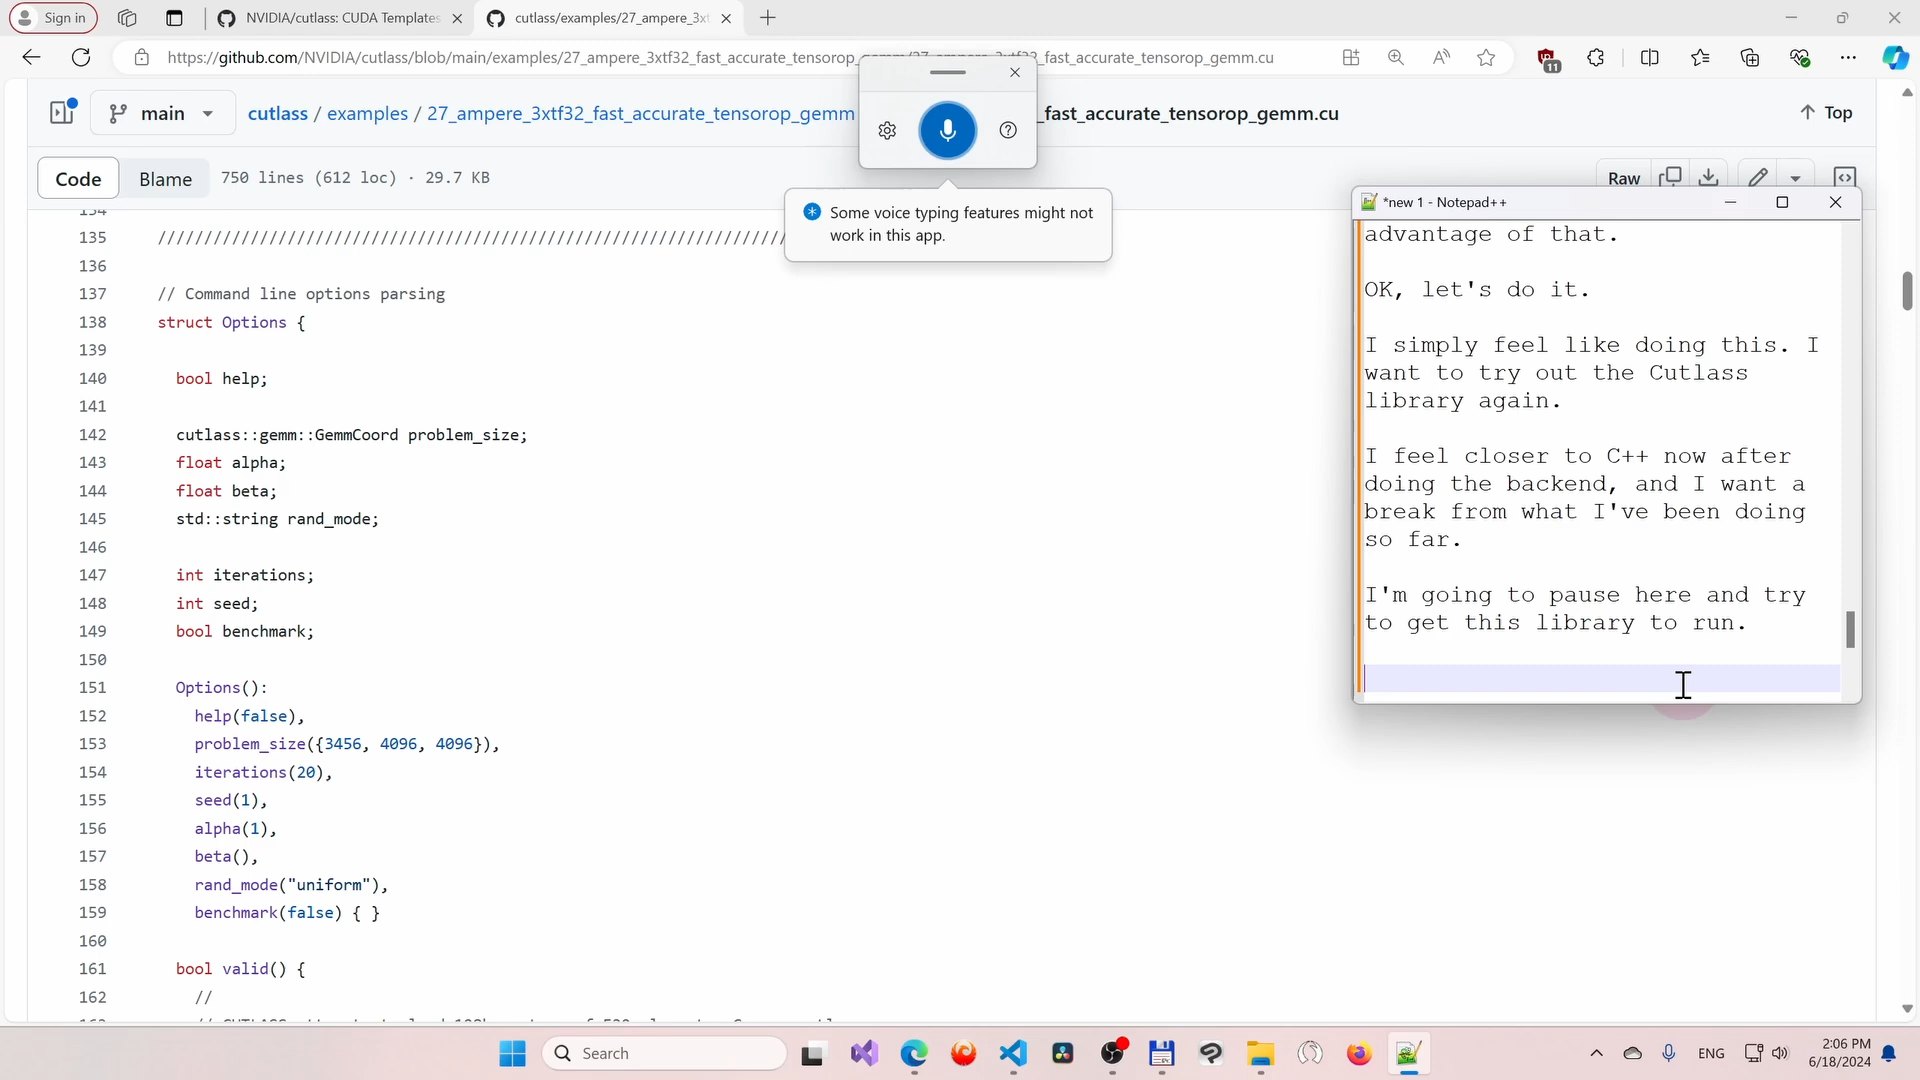 Sign in
NVIDIA/cutlass: CUDA Templates
cutlass/examples/27_ampere_3xt
https://github.com/NVIDIA/cutlass/blob/main/examples/27_ampere_3xtf32_fast_accurate_tensorop_gemm/27_ampere_3xtf32_fast_accurate_tensorop_gemm.cu
11
main
cutlass / examples / 27_ampere_3xtf32_fast_accurate_tensorop_gemm
_fast_accurate_tensorop_gemm.cu
Top
Code
Blame
750 lines (612 loc) · 29.7 KB
Raw
Some voice typing features might not
work in this app.
134
135 ////////////////////////////////////////////////////////////////////
136
137 // Command line options parsing
138 struct Options {
139
140 bool help;
141
142 cutlass::gemm::GemmCoord problem_size;
143 float alpha;
144 float beta;
145 std::string rand_mode;
146
147 int iterations;
148 int seed;
149 bool benchmark;
150
151 Options():
152 help(false),
153 problem_size({3456, 4096, 4096}),
154 iterations(20),
155 seed(1),
156 alpha(1),
157 beta(),
158 rand_mode("uniform"),
159 benchmark(false) { }
160
161 bool valid() {
162 //
*new 1 - Notepad++
advantage of that.
OK, let's do it.
I simply feel like doing this. I
want to try out the Cutlass
library again.
I feel closer to C++ now after
doing the backend, and I want a
break from what I've been doing
so far.
I'm going to pause here and try
to get this library to run.
Search
ENG
2:06 PM
6/18/2024